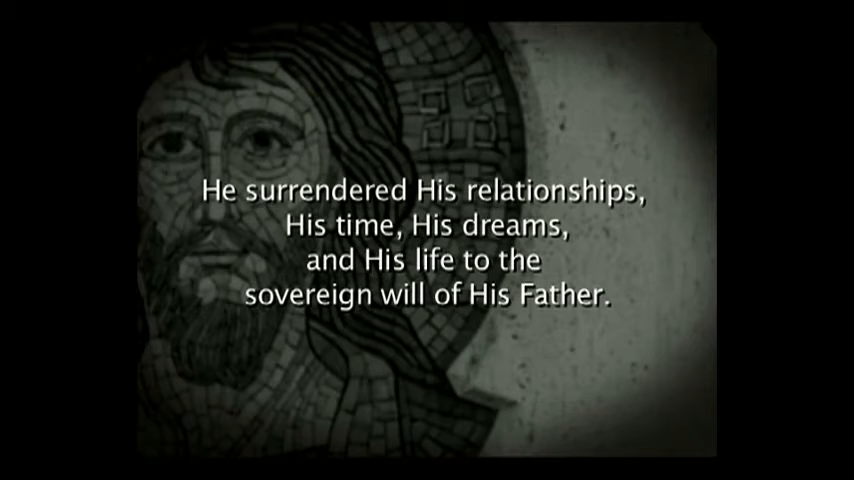 He surrendered His relationships,
His time, His dreams,
and His life to the
sovereign will of His Father.